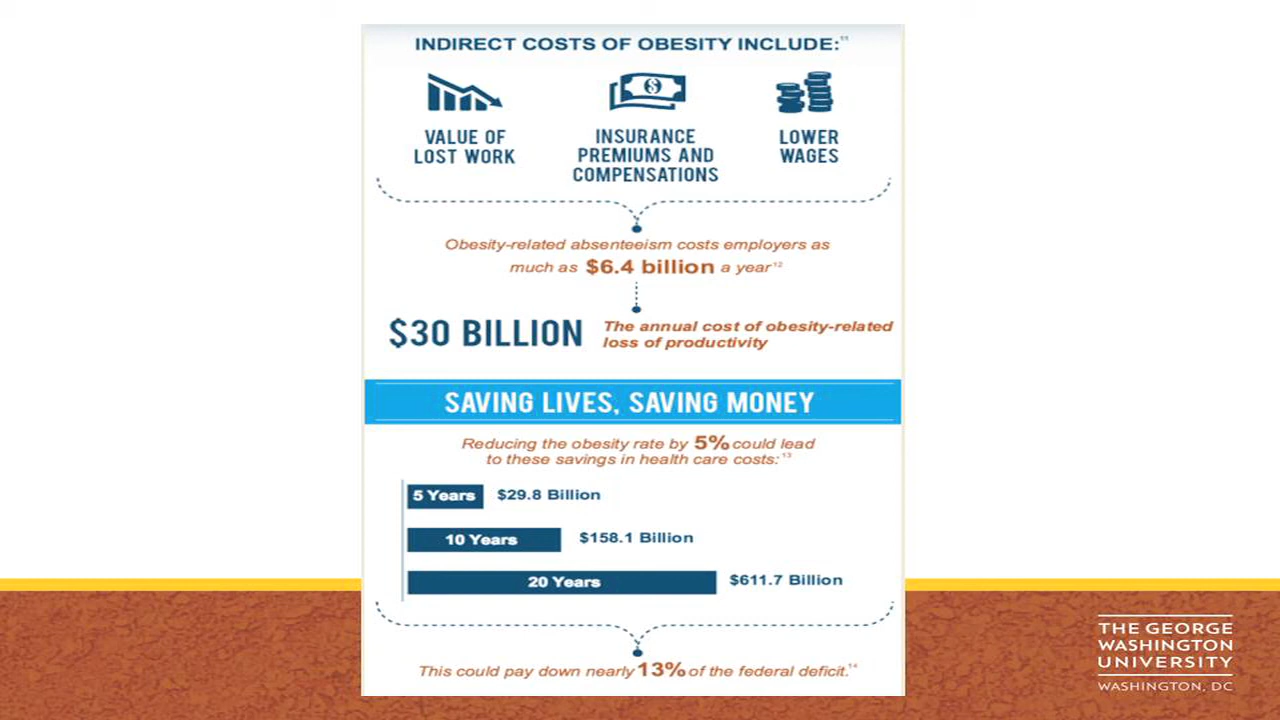 INDIRECT COSTS OF OBESITY INCLUDE:¹¹
VALUE OF
LOST WORK
INSURANCE
PREMIUMS AND
COMPENSATIONS
LOWER
WAGES
Obesity-related absenteeism costs employers as
much as $6.4 billion a year¹²
$30 BILLION
The annual cost of obesity-related
loss of productivity
SAVING LIVES, SAVING MONEY
Reducing the obesity rate by 5% could lead
to these savings in health care costs:¹³
5 Years $29.8 Billion
10 Years $158.1 Billion
20 Years $611.7 Billion
This could pay down nearly 13% of the federal deficit.¹⁴
THE GEORGE
WASHINGTON
UNIVERSITY
WASHINGTON, DC